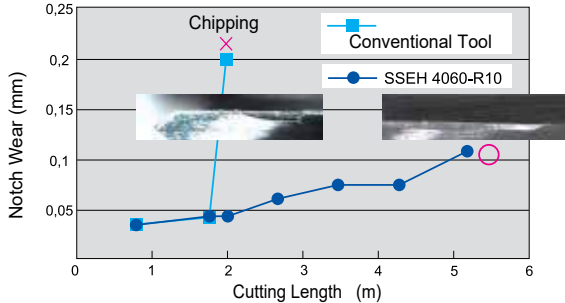 0,25
0,2
0,15
0,1
0,05
0
Notch Wear (mm)
Chipping
Conventional Tool
SSEH 4060-R10
0 1 2 3 4 5 6
Cutting Length (m)